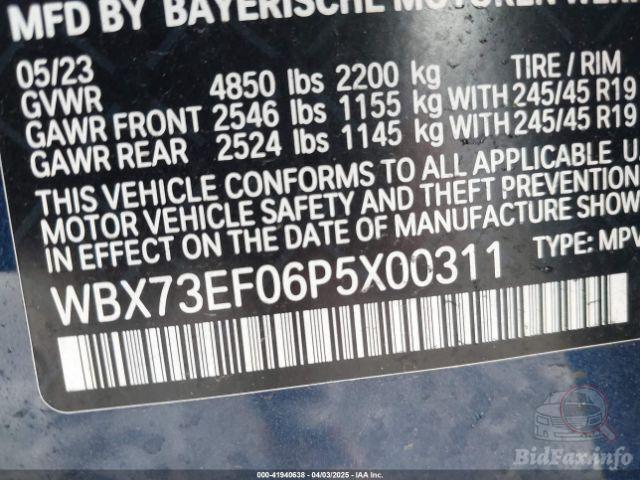 MFD BY BAYERISCHE MOTOREN WER
05/23
GVWR 4850 lbs 2200 kg TIRE / RIM
GAWR FRONT 2546 lbs 1155 kg WITH 245/45 R19
GAWR REAR 2524 lbs 1145 kg WITH 245/45 R19
THIS VEHICLE CONFORMS TO ALL APPLICABLE U
MOTOR VEHICLE SAFETY AND THEFT PREVENTION
IN EFFECT ON THE DATE OF MANUFACTURE SHOW
WBX73EF06P5X00311 TYPE: MPV
BidFax.info
000-41940638 - 04/03/2025 - IAA Inc.